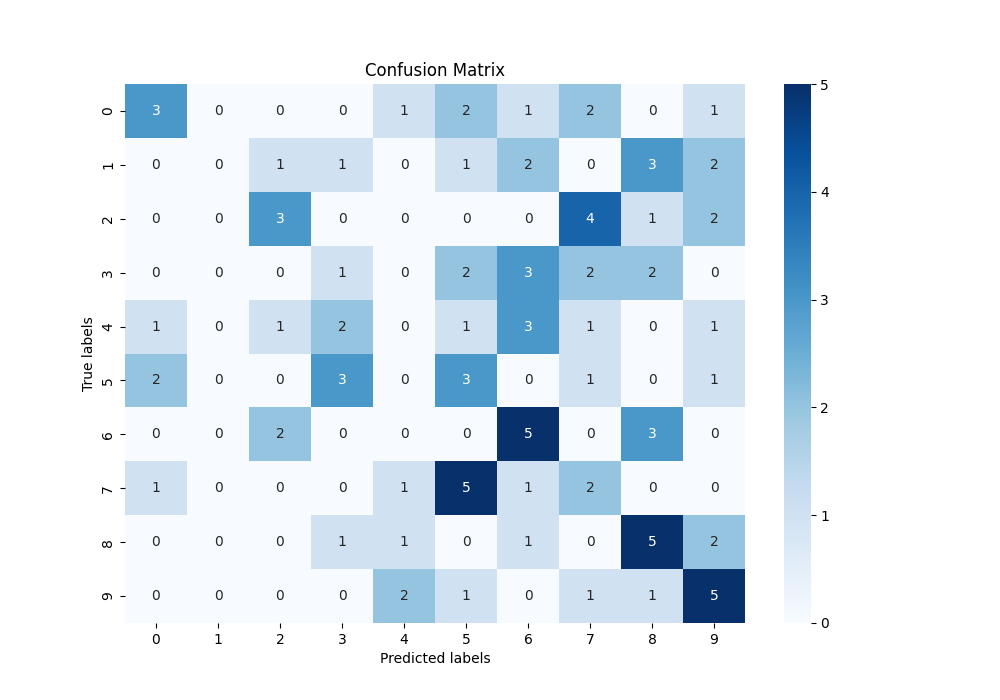 Confusion Matrix
0 3 0 0 0 1 2 1 2 0 1
1 0 0 1 1 0 1 2 0 3 2
2 0 0 3 0 0 0 0 4 1 2
3 0 0 0 1 0 2 3 2 2 0
4 1 0 1 2 0 1 3 1 0 1
5 2 0 0 3 0 3 0 1 0 1
6 0 0 2 0 0 0 5 0 3 0
7 1 0 0 0 1 5 1 2 0 0
8 0 0 0 1 1 0 1 0 5 2
9 0 0 0 0 2 1 0 1 1 5
0 1 2 3 4 5 6 7 8 9
Predicted labels
True labels
5
4
3
2
1
0